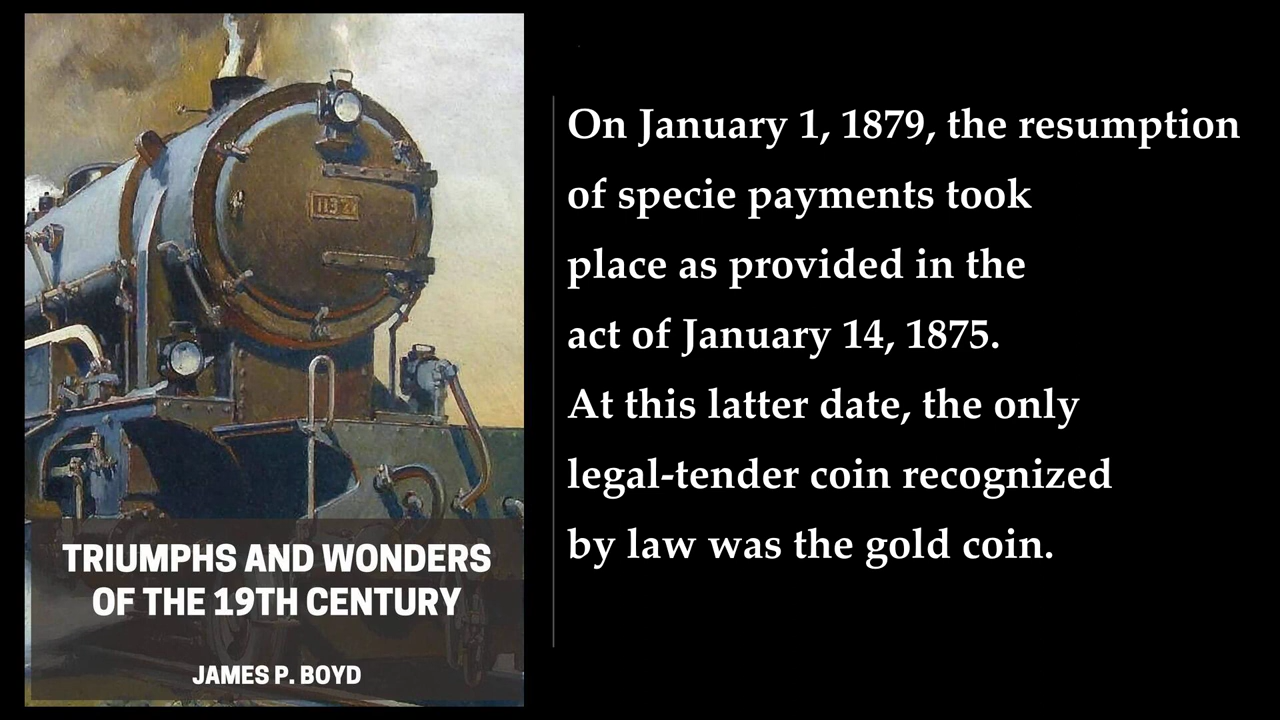 1132
TRIUMPHS AND WONDERS
OF THE 19TH CENTURY
JAMES P. BOYD
On January 1, 1879, the resumption
of specie payments took
place as provided in the
act of January 14, 1875.
At this latter date, the only
legal-tender coin recognized
by law was the gold coin.